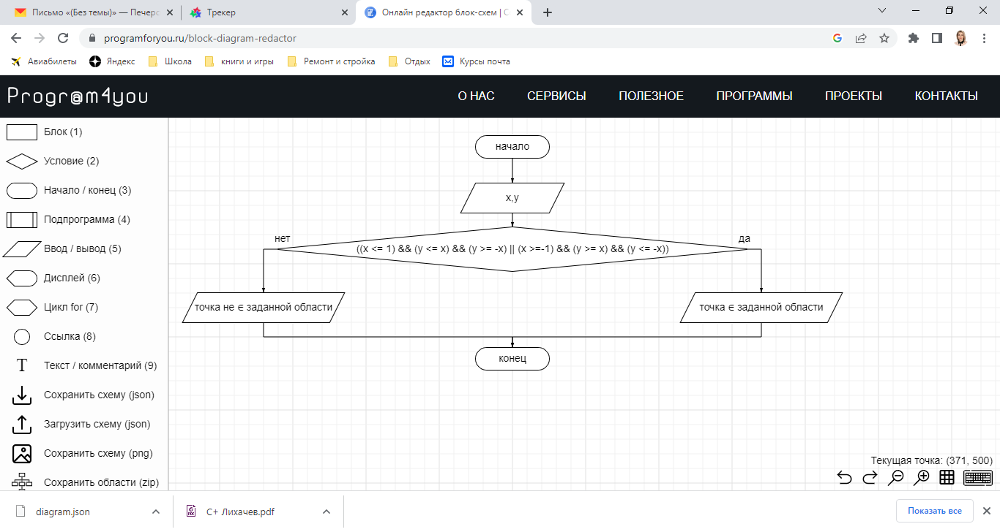 Письмо «(Без темы)» — Печерс
Трекер
Онлайн редактор блок-схем | С
programforyou.ru/block-diagram-redactor
Авиабилеты
Яндекс
Школа
книги и игры
Ремонт и стройка
Отдых
Курсы почта
Progr@m4you
О НАС
СЕРВИСЫ
ПОЛЕЗНОЕ
ПРОГРАММЫ
ПРОЕКТЫ
КОНТАКТЫ
Блок (1)
Условие (2)
Начало / конец (3)
Подпрограмма (4)
Ввод / вывод (5)
Дисплей (6)
Цикл for (7)
Ссылка (8)
T Текст / комментарий (9)
Сохранить схему (json)
Загрузить схему (json)
Сохранить схему (png)
Сохранить области (zip)
начало
x,y
нет
да
((x <= 1) && (y <= x) && (y >= -x) || (x >=-1) && (y >= x) && (y <= -x))
точка не ∈ заданной области
точка ∈ заданной области
конец
Текущая точка: (371, 500)
diagram.json
PDF
C+ Лихачев.pdf
Показать все